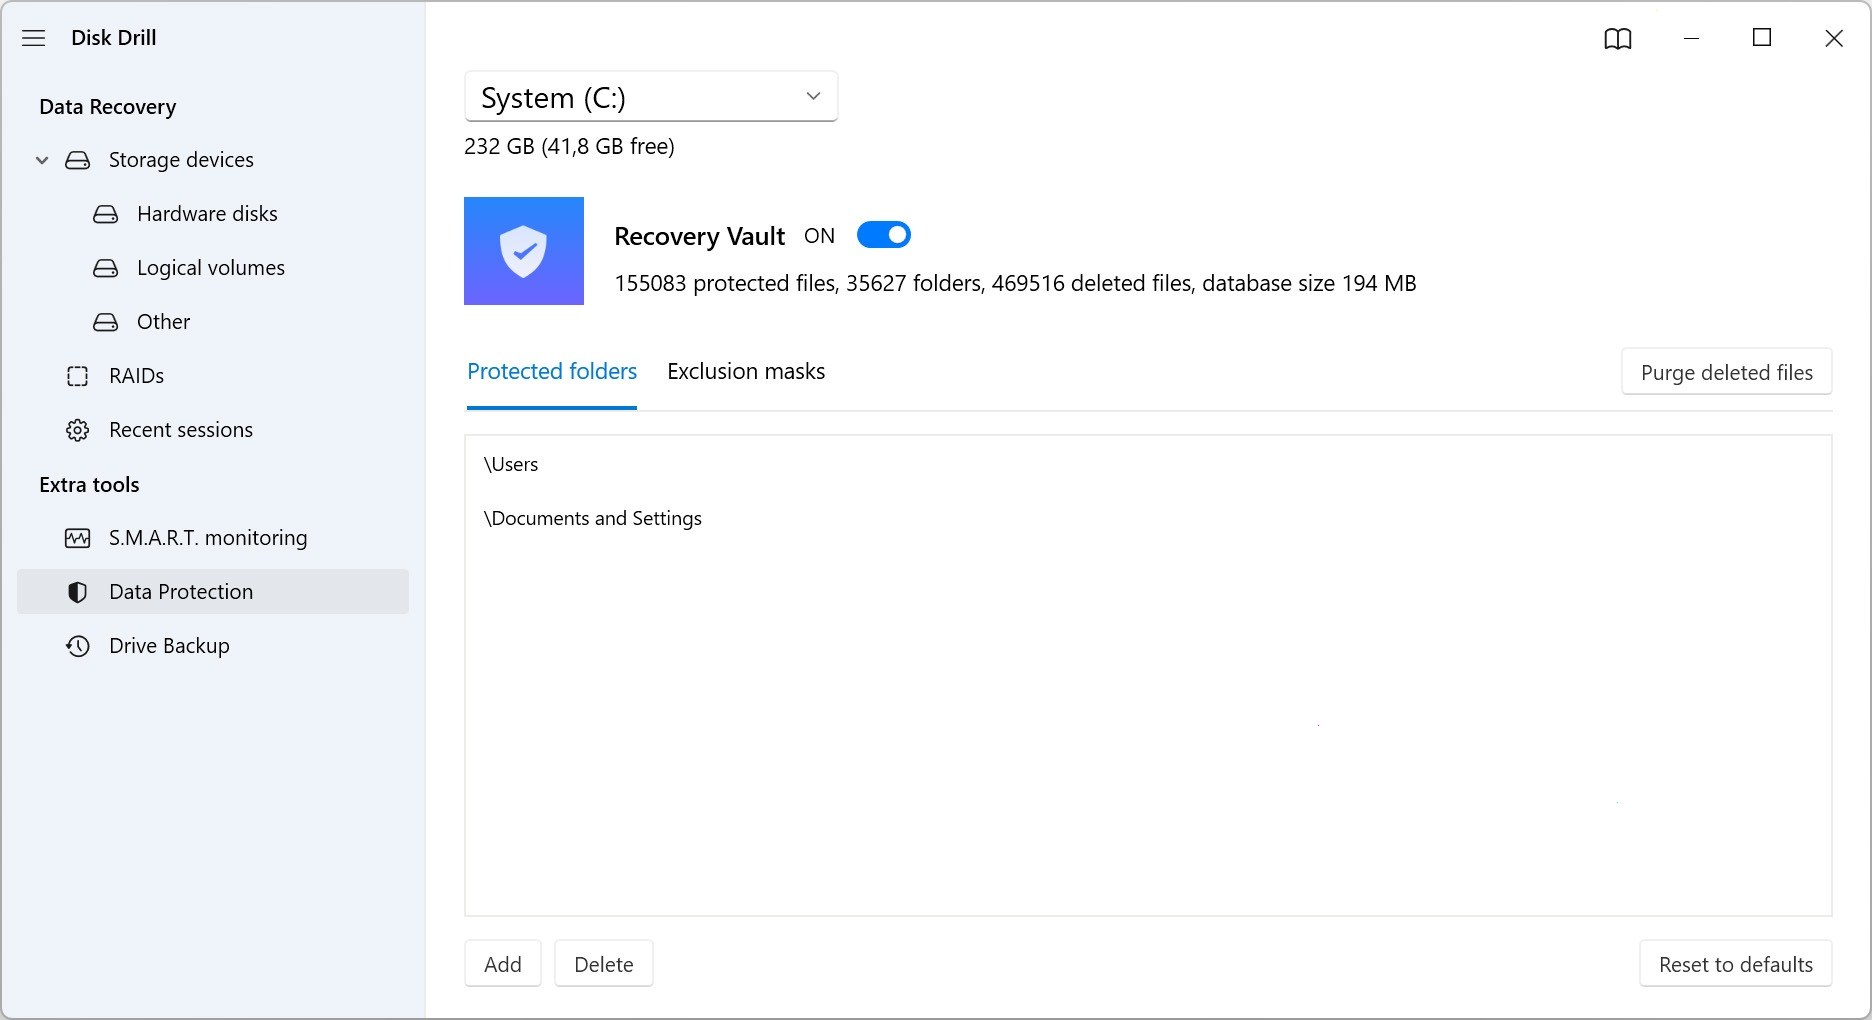 Disk Drill
Data Recovery
Storage devices
Hardware disks
Logical volumes
Other
RAIDs
Recent sessions
Extra tools
S.M.A.R.T. monitoring
Data Protection
Drive Backup
System (C:)
232 GB (41,8 GB free)
Recovery Vault ON
155083 protected files, 35627 folders, 469516 deleted files, database size 194 MB
Protected folders Exclusion masks Purge deleted files
\Users
\Documents and Settings
Add Delete Reset to defaults